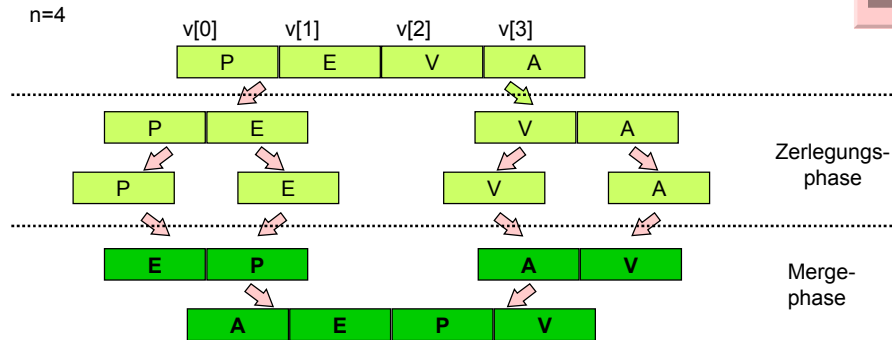 n=4
v[0] v[1] v[2] v[3]
P E V A
P E V A
Zerlegungs-
phase
P E V A
E P A V
Merge-
phase
A E P V